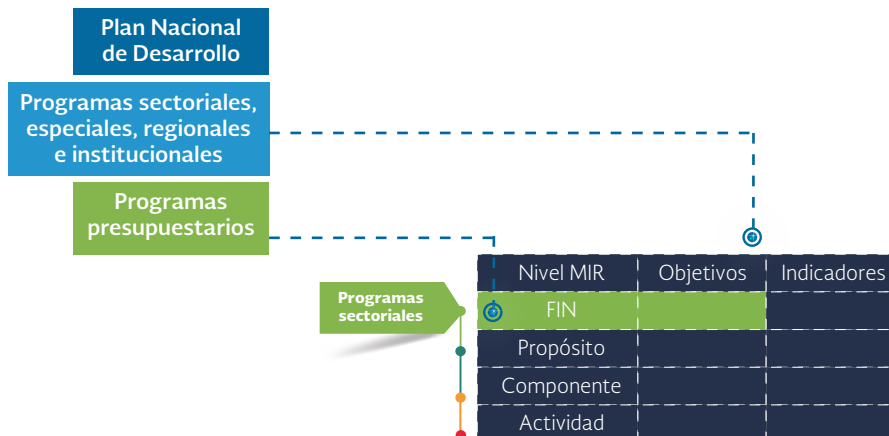 Plan Nacional
de Desarrollo
Programas sectoriales,
especiales, regionales
e institucionales
Programas
presupuestarios
Programas
sectoriales
Nivel MIR Objetivos Indicadores
FIN
Propósito
Componente
Actividad